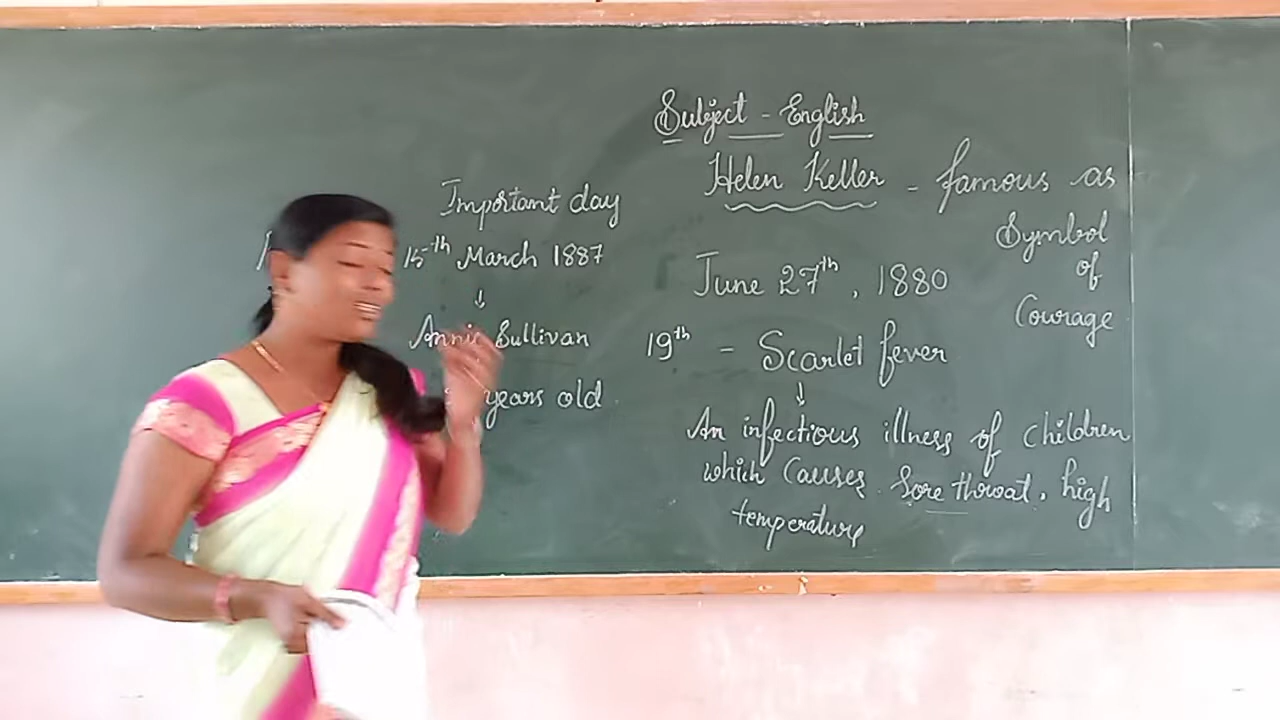 Subject - English
Helen Keller - famous as
Symbol
of
Courage
June 27th, 1880
19th - Scarlet fever
↓
An infectious illness of children
which causes sore throat, high
temperature
Important day
15th March 1887
↓
Annie Sullivan
years old